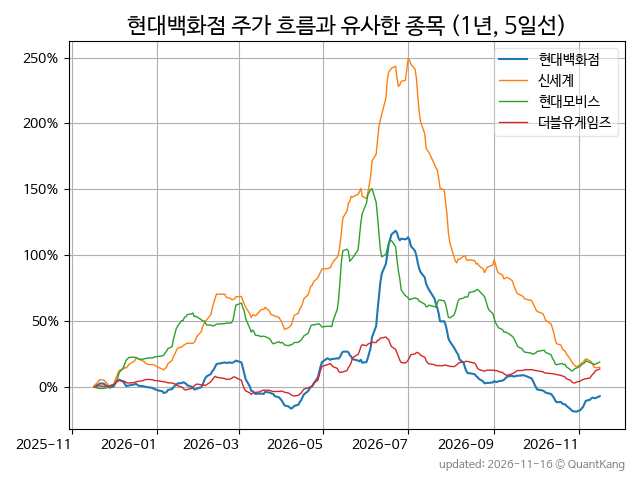 현대백화점 주가 흐름과 유사한 종목 (1년, 5일선)
250%
200%
150%
100%
50%
0%
현대백화점
신세계
현대모비스
더블유게임즈
2025-11
2026-01
2026-03
2026-05
2026-07
2026-09
2026-11
updated: 2026-11-16 © QuantKang